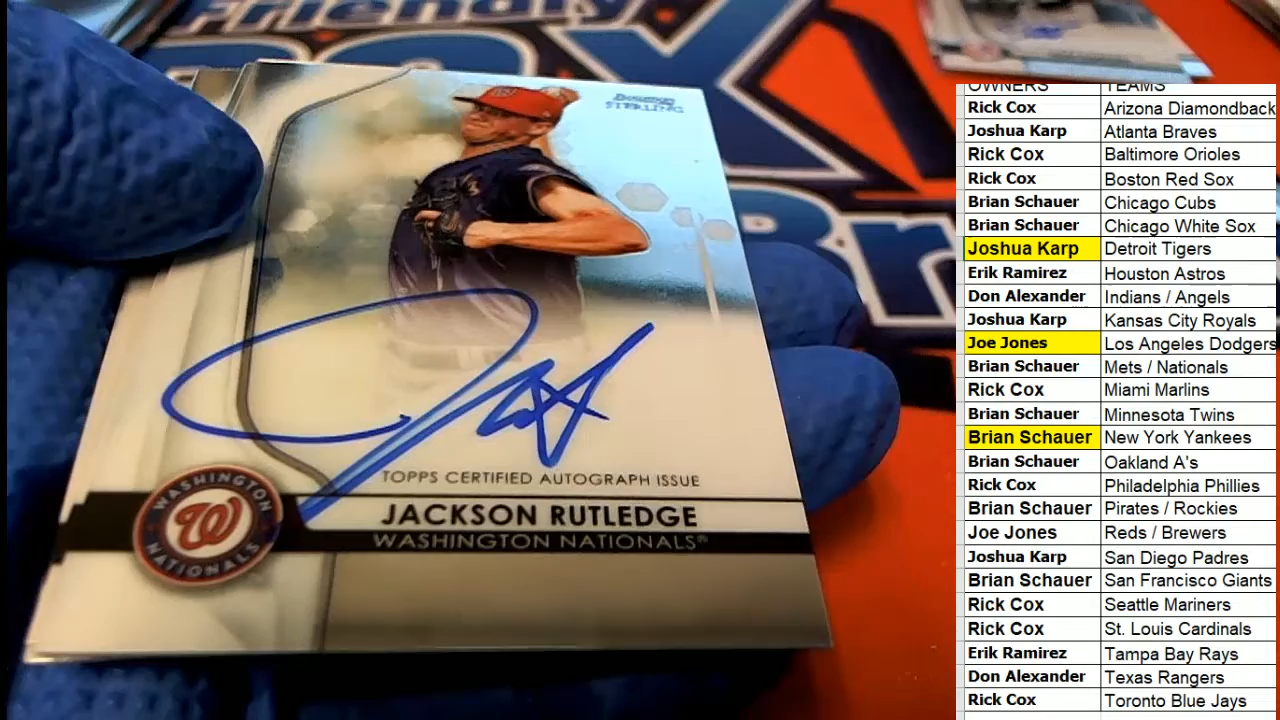 Friendly
BOX
Br
Bowman
STERLING
TOPPS CERTIFIED AUTOGRAPH ISSUE
JACKSON RUTLEDGE
WASHINGTON NATIONALS®
WASHINGTON
W
NATIONALS
OWNERS TEAMS
Rick Cox Arizona Diamondback
Joshua Karp Atlanta Braves
Rick Cox Baltimore Orioles
Rick Cox Boston Red Sox
Brian Schauer Chicago Cubs
Brian Schauer Chicago White Sox
Joshua Karp Detroit Tigers
Erik Ramirez Houston Astros
Don Alexander Indians / Angels
Joshua Karp Kansas City Royals
Joe Jones Los Angeles Dodgers
Brian Schauer Mets / Nationals
Rick Cox Miami Marlins
Brian Schauer Minnesota Twins
Brian Schauer New York Yankees
Brian Schauer Oakland A's
Rick Cox Philadelphia Phillies
Brian Schauer Pirates / Rockies
Joe Jones Reds / Brewers
Joshua Karp San Diego Padres
Brian Schauer San Francisco Giants
Rick Cox Seattle Mariners
Rick Cox St. Louis Cardinals
Erik Ramirez Tampa Bay Rays
Don Alexander Texas Rangers
Rick Cox Toronto Blue Jays